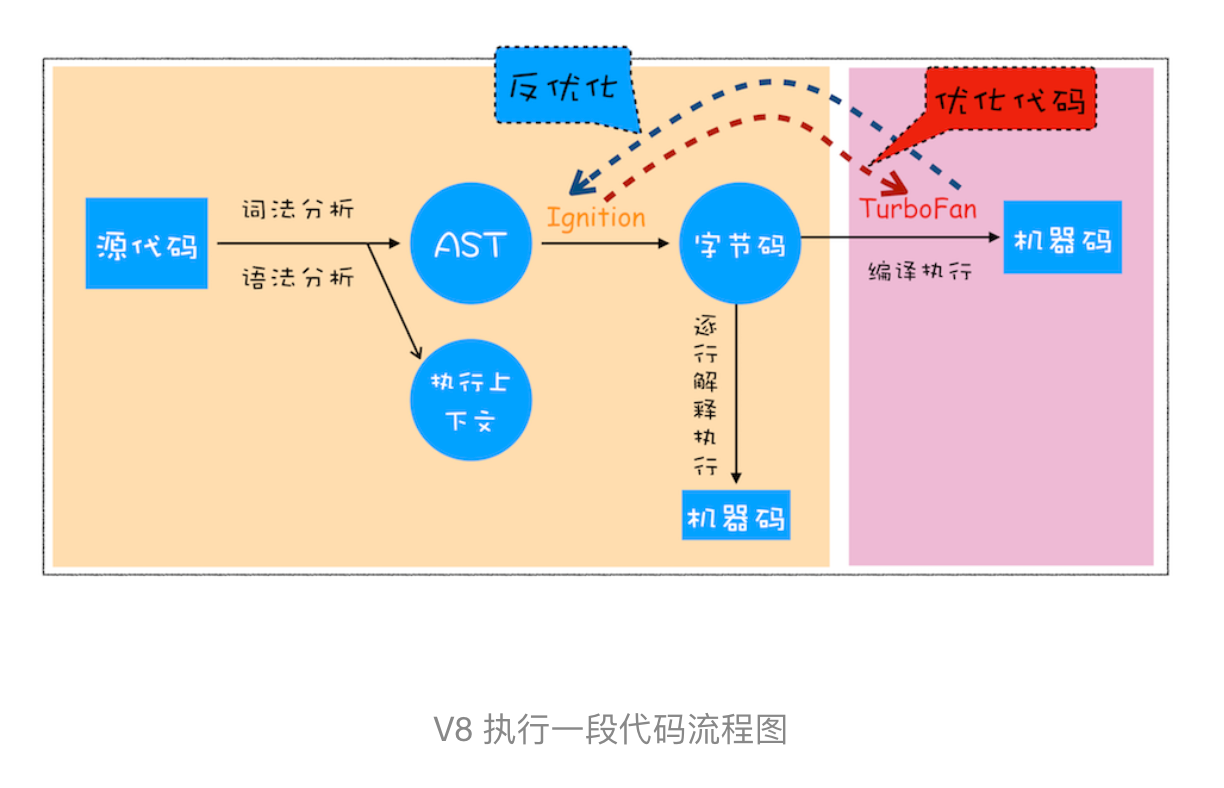 反优化
优化代码
词法分析
Ignition
TurboFan
源代码
AST
字节码
机器码
语法分析
编译执行
逐行解释执行
执行上
下文
机器码
V8 执行一段代码流程图